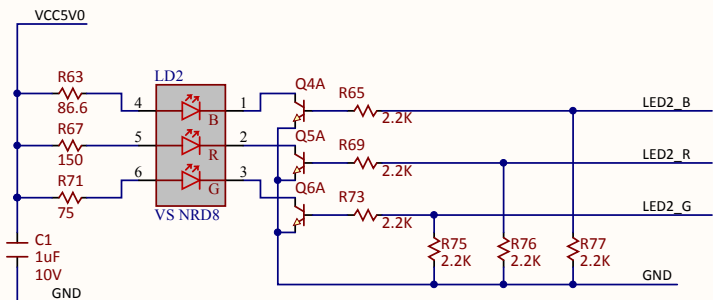 VCC5V0
R63
86.6
R67
150
R71
75
C1
1uF
10V
GND
LD2
4
5
6
B
R
G
1
2
3
VS NRD8
Q4A
Q5A
Q6A
R65
2.2K
R69
2.2K
R73
2.2K
R75
2.2K
R76
2.2K
R77
2.2K
LED2_B
LED2_R
LED2_G
GND